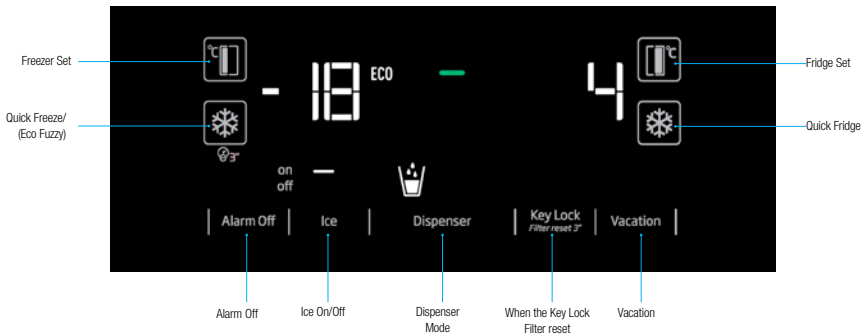 Freezer Set
°C
- 18
ECO
4
°C
Fridge Set
Quick Freeze/
(Eco Fuzzy)
3"
Quick Fridge
on
off
Alarm Off
Ice
Dispenser
Key Lock
Filter reset 3"
Vacation
Alarm Off
Ice On/Off
Dispenser
Mode
When the Key Lock
Filter reset
Vacation